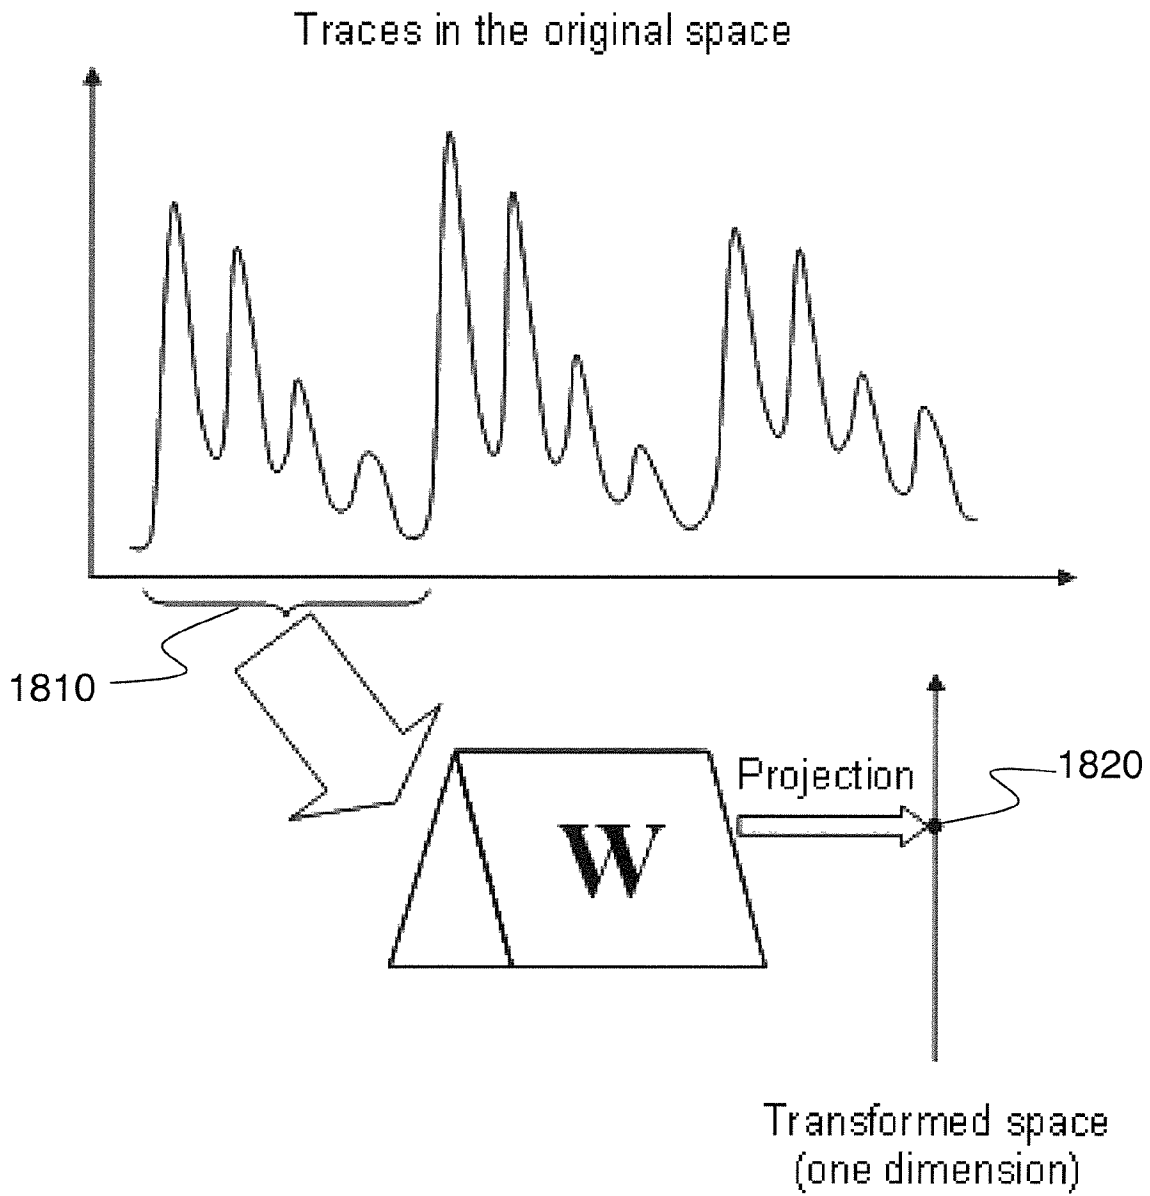 Traces in the original space
1810
Projection
1820
W
Transformed space
(one dimension)